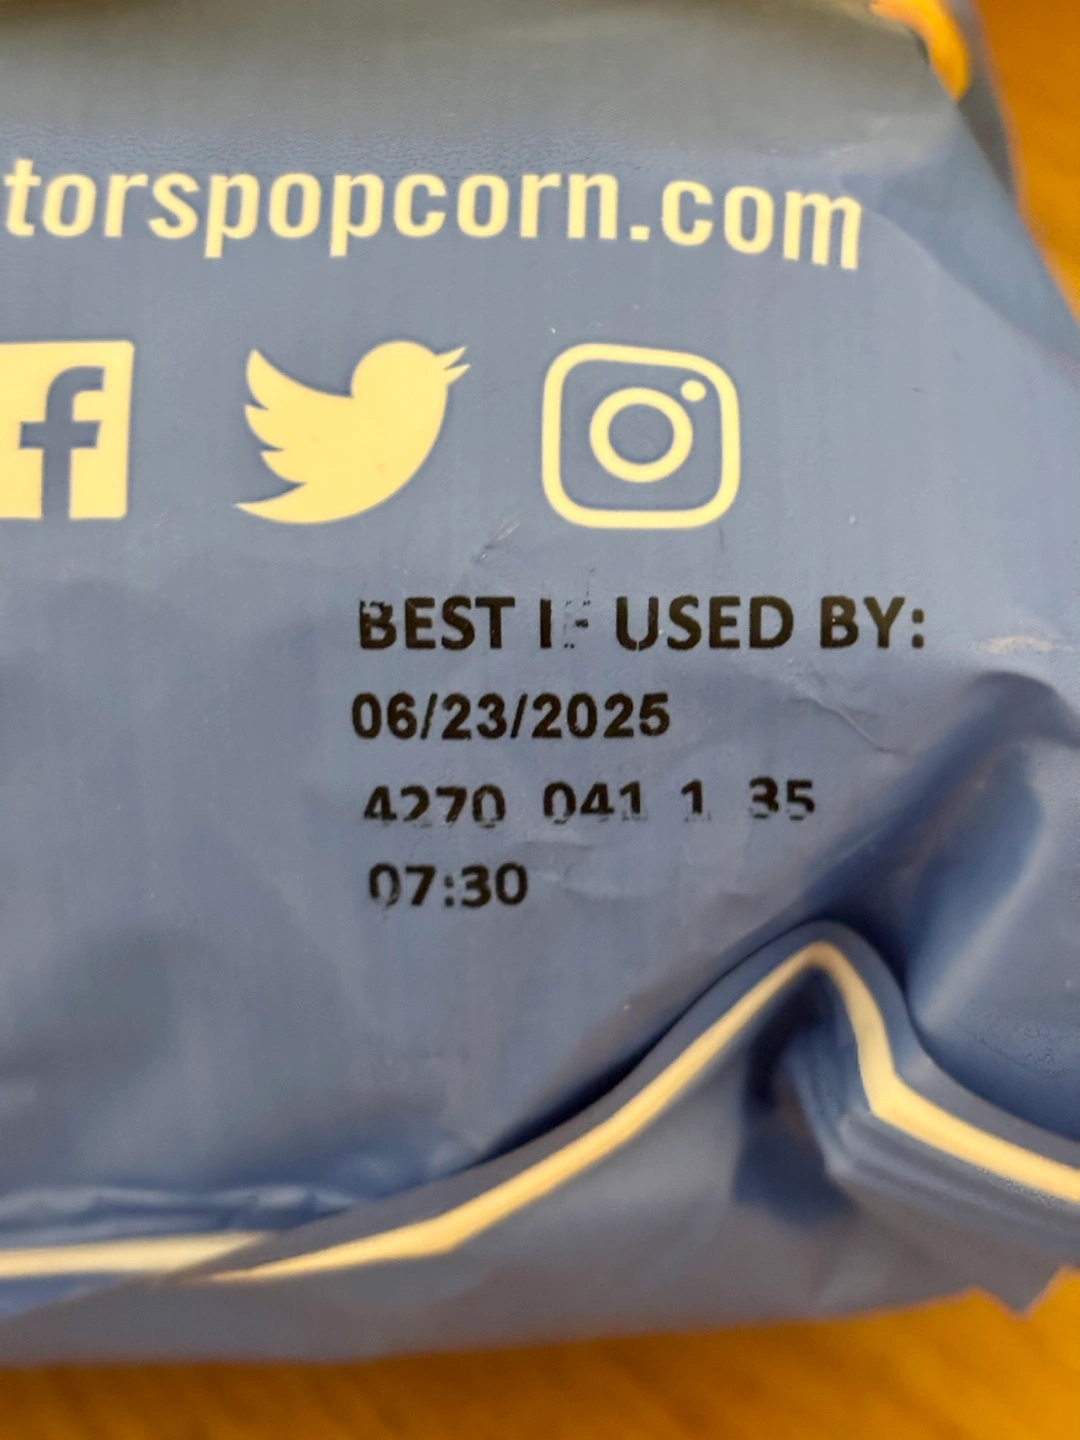 torspopcorn.com
f
BEST IF USED BY:
06/23/2025
4270 041 1 35
07:30